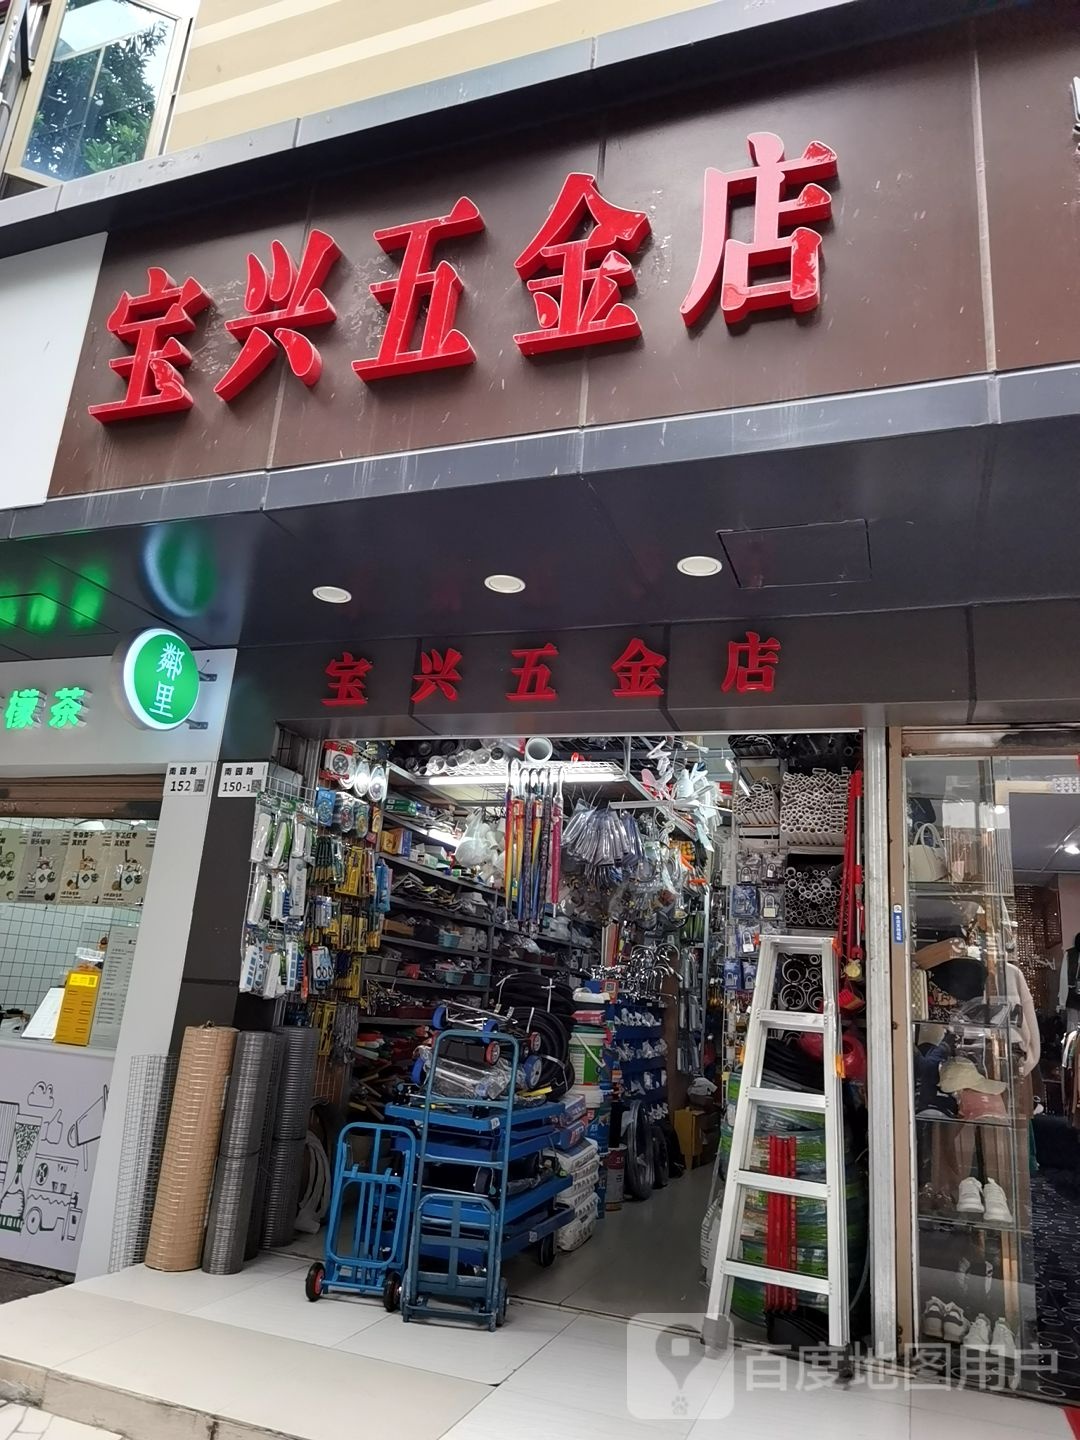 宝兴五金店
宝兴五金店
鄰里
檬茶
南园路
152
南园路
150-1
百度地图用户